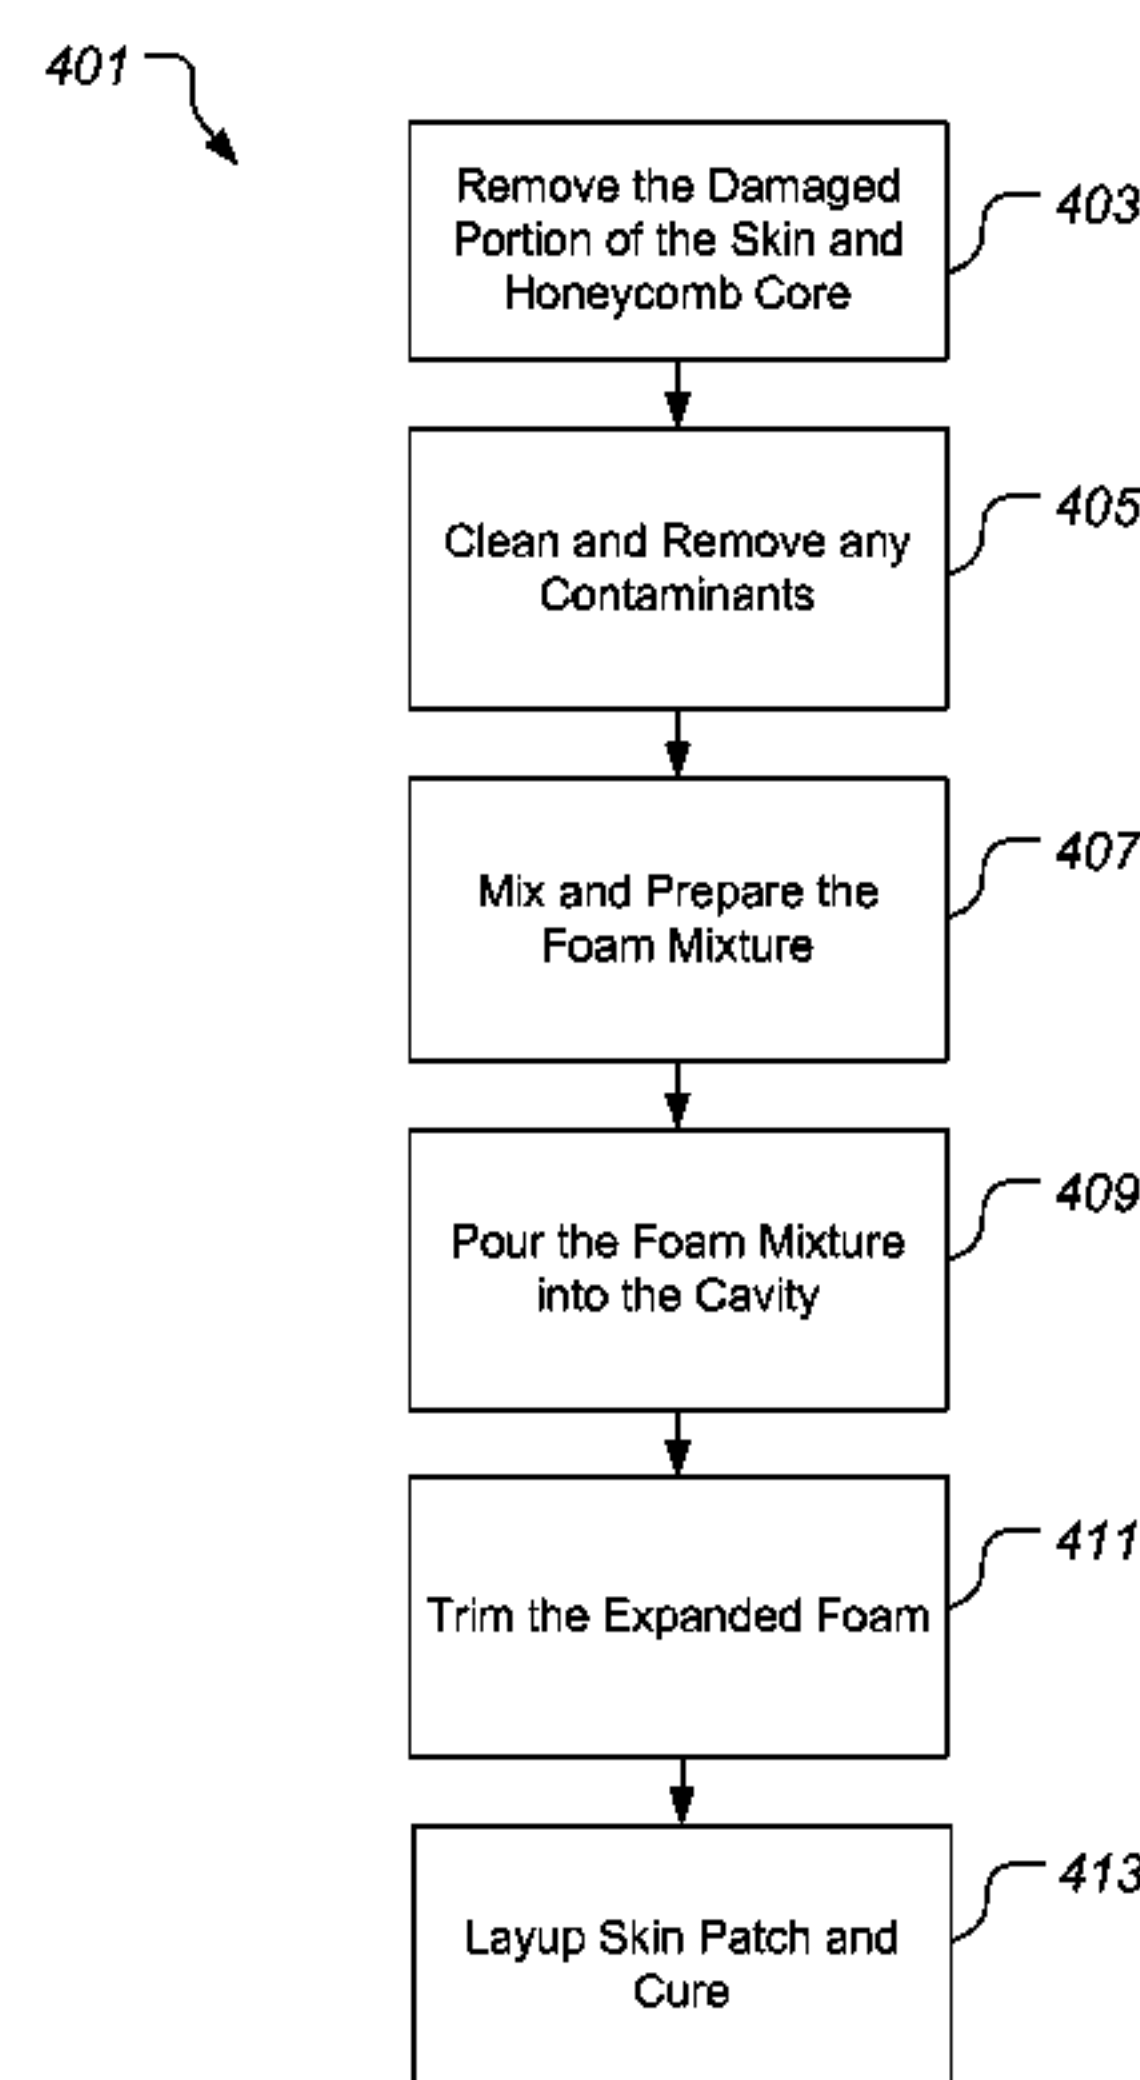 401
Remove the Damaged
Portion of the Skin and
Honeycomb Core
403
Clean and Remove any
Contaminants
405
Mix and Prepare the
Foam Mixture
407
Pour the Foam Mixture
into the Cavity
409
Trim the Expanded Foam
411
Layup Skin Patch and
Cure
413